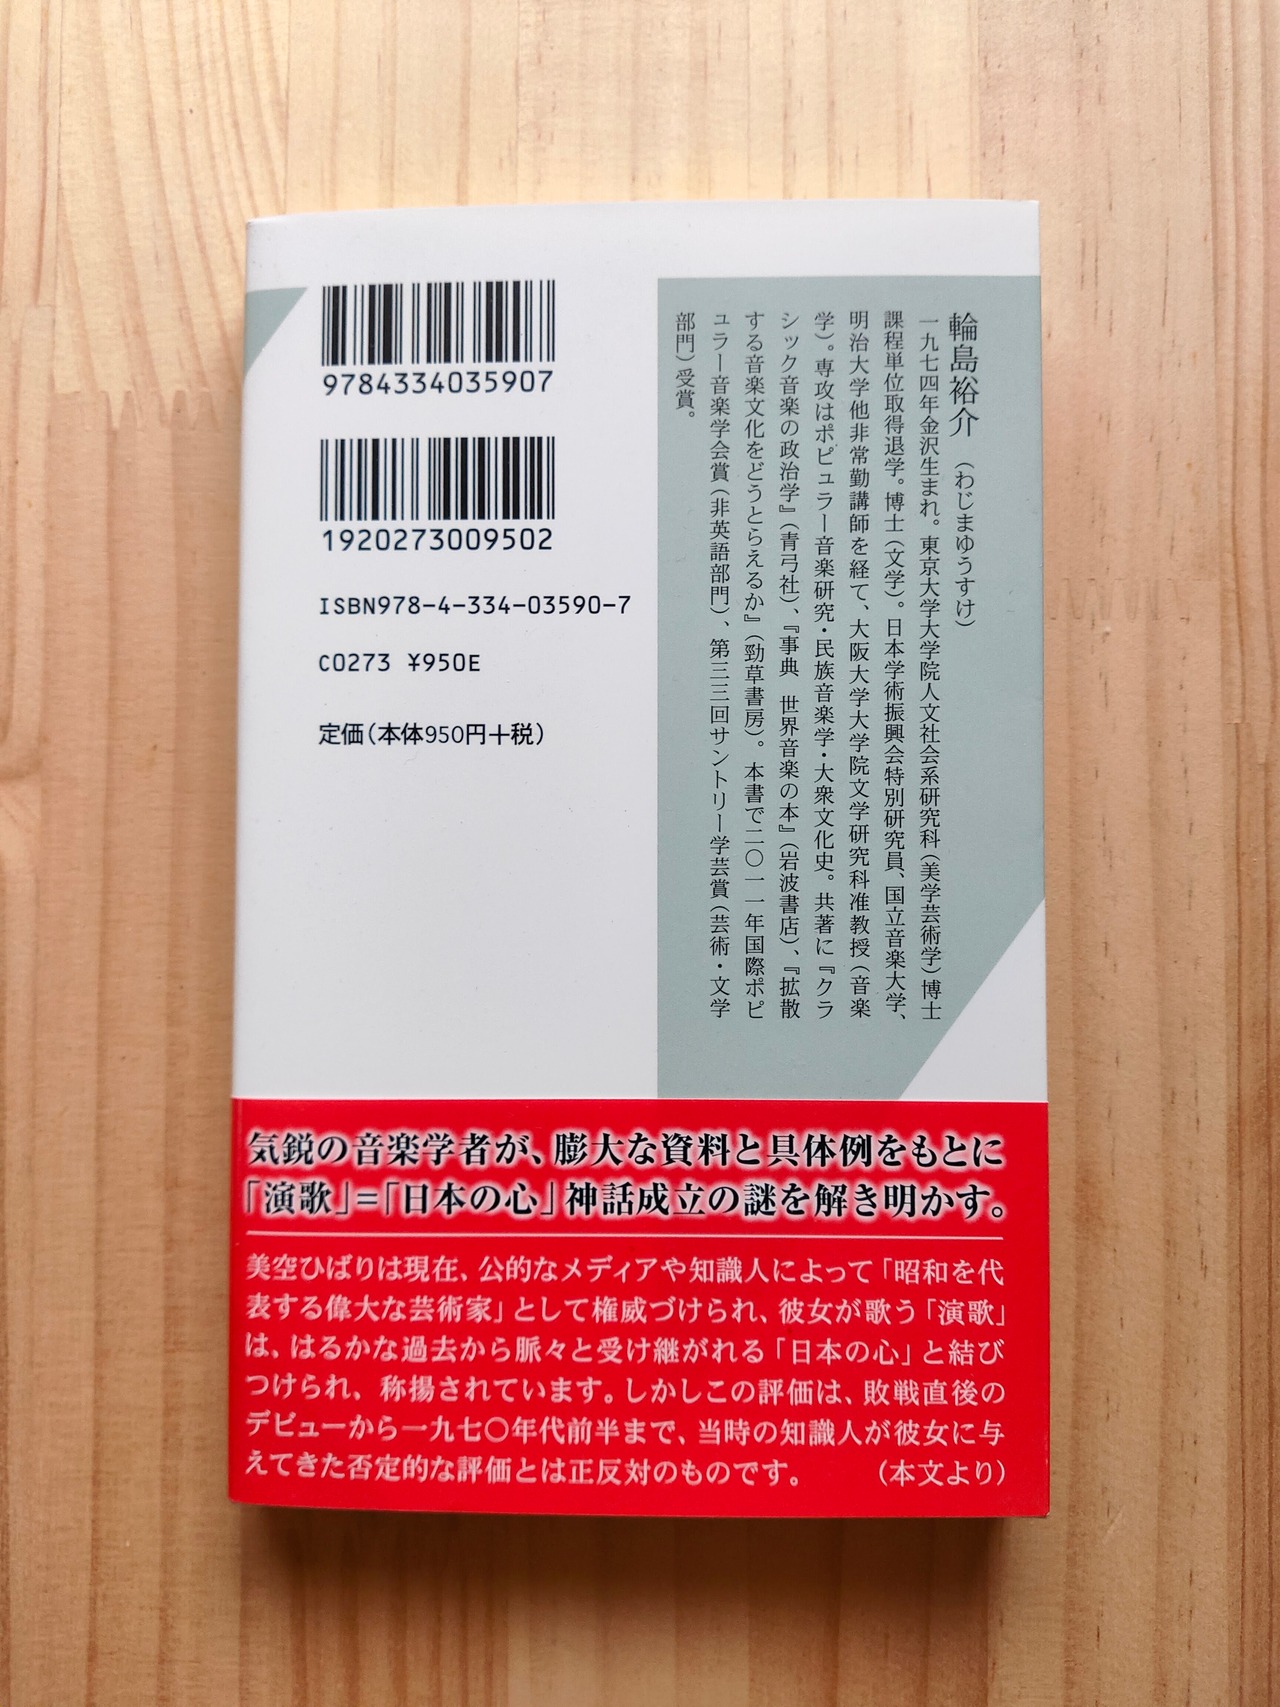 9784334035907
1920273009502
ISBN978-4-334-03590-7
C0273 ¥950E
定価(本体950円+税)
輪島裕介(わじまゆうすけ)
一九七四年金沢生まれ。東京大学大学院人文社会系研究科(美学芸術学)博士
課程単位取得退学。博士(文学)。日本学術振興会特別研究員、国立音楽大学、
明治大学他非常勤講師を経て、大阪大学大学院文学研究科准教授(音楽
学)。専攻はポピュラー音楽研究・民族音楽学・大衆文化史。共著に『クラ
シック音楽の政治学』(青弓社)、『事典 世界音楽の本』(岩波書店)、『拡散
する音楽文化をどうとらえるか』(勁草書房)。本書で二〇一一年国際ポピ
ュラー音楽学会賞(非英語部門)、第三三回サントリー学芸賞(芸術・文学
部門)受賞。
気鋭の音楽学者が、膨大な資料と具体例をもとに
「演歌」=「日本の心」神話成立の謎を解き明かす。
美空ひばりは現在、公的なメディアや知識人によって「昭和を代
表する偉大な芸術家」として権威づけられ、彼女が歌う「演歌」
は、はるかな過去から脈々と受け継がれる「日本の心」と結び
つけられ、称揚されています。しかしこの評価は、敗戦直後の
デビューから一九七〇年代前半まで、当時の知識人が彼女に与
えてきた否定的な評価とは正反対のものです。 (本文より)